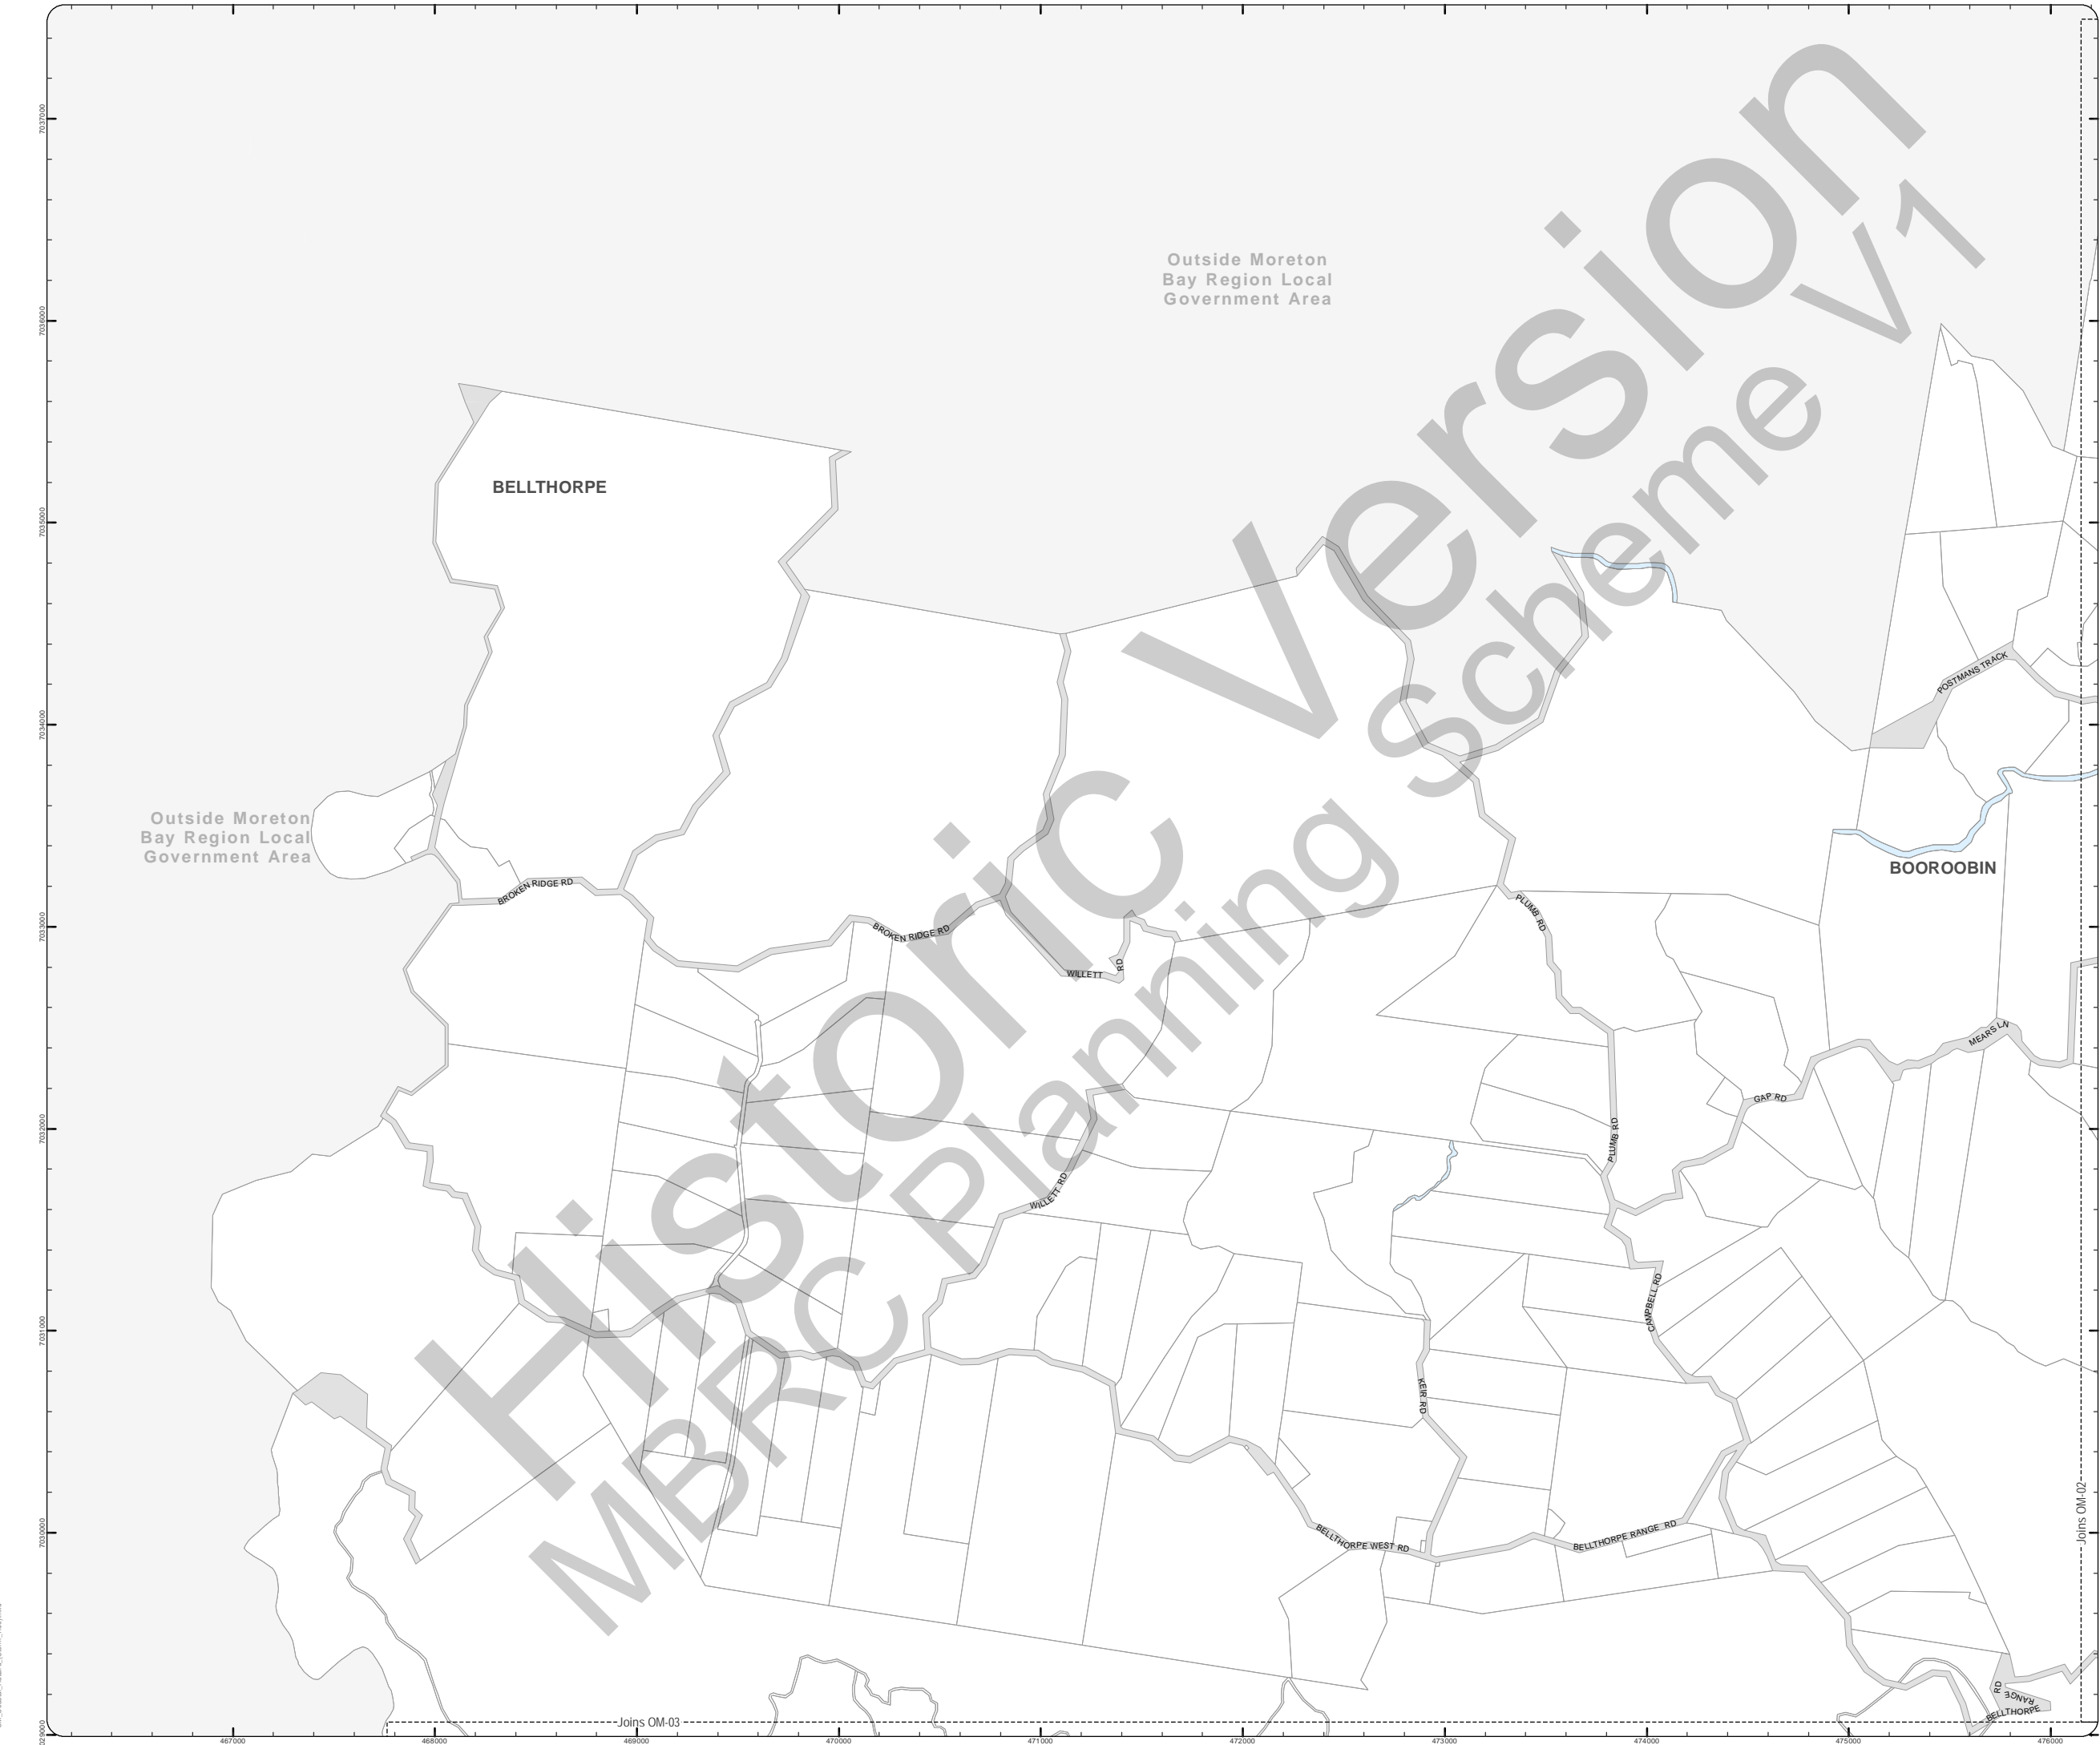 7037000
Outside Moreton
Bay Region Local
Government Area
7036000
BELLTHORPE
7035000
POSTMANS TRACK
7034000
Outside Moreton
Bay Region Local
Government Area
BOOROOBIN
BROKEN RIDGE RD
BROKEN RIDGE RD
PLUMB RD
7033000
WILLETT RD
MEARS LN
GAP RD
7032000
PLUMB RD
WILLETT RD
CAMPBELL RD
7031000
KEIR RD
Joins OM-02
7030000
BELLTHORPE WEST RD
BELLTHORPE RANGE RD
BELLTHORPE RANGE RD
Joins OM-03
467000 468000 469000 470000 471000 472000 473000 474000 475000 476000
Historic Version
MBRC Planning Scheme V1